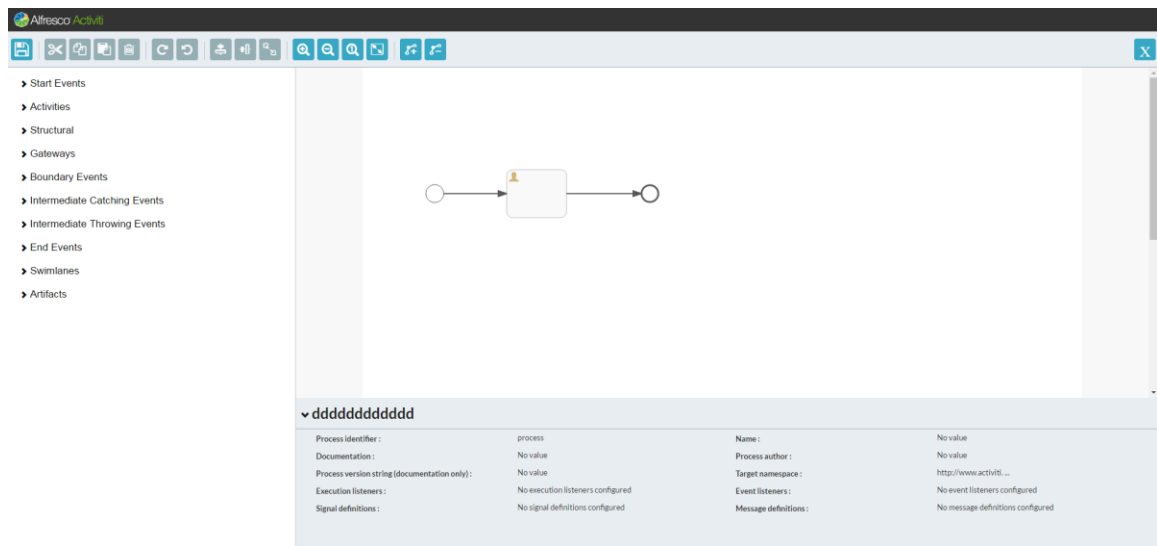 Alfresco Activiti
X
Start Events
Activities
Structural
Gateways
Boundary Events
Intermediate Catching Events
Intermediate Throwing Events
End Events
Swimlanes
Artifacts
dddddddddddd
Process identifier : process Name : No value
Documentation : No value Process author : No value
Process version string (documentation only) : No value Target namespace : http://www.activiti. ...
Execution listeners : No execution listeners configured Event listeners : No event listeners configured
Signal definitions : No signal definitions configured Message definitions : No message definitions configured